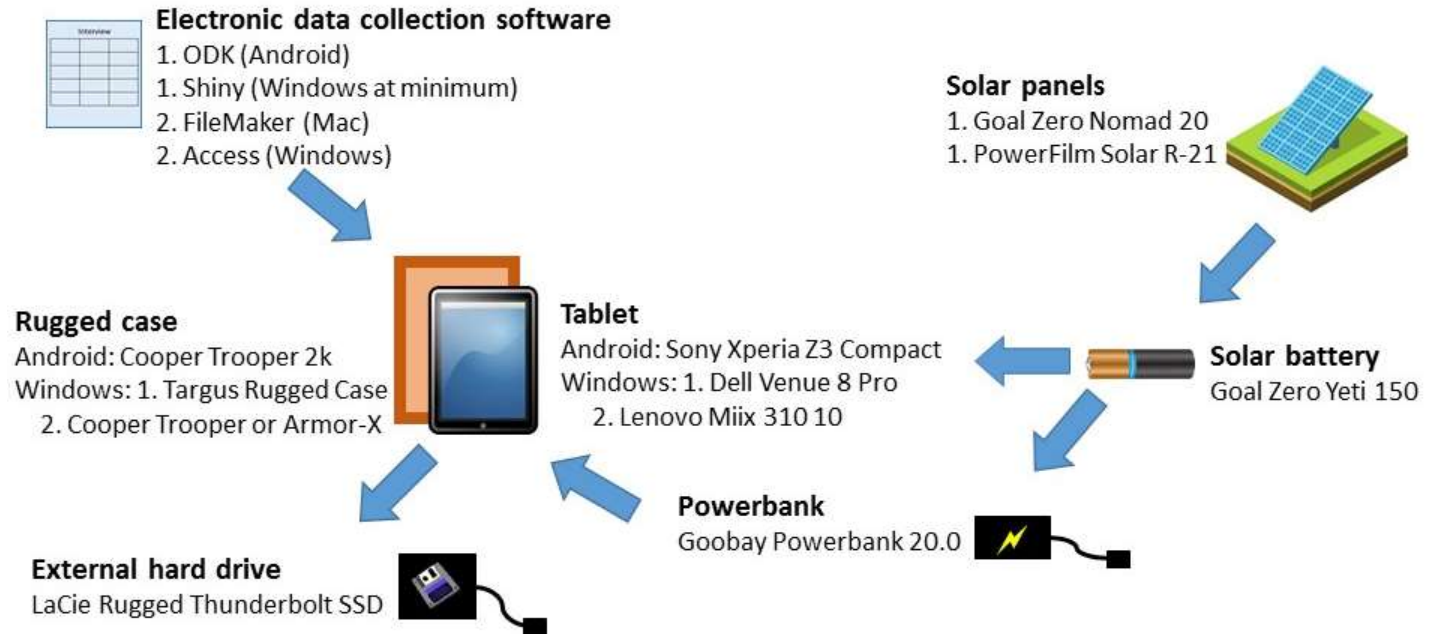 Interview
Electronic data collection software
1. ODK (Android)
1. Shiny (Windows at minimum)
2. FileMaker (Mac)
2. Access (Windows)
Solar panels
1. Goal Zero Nomad 20
1. PowerFilm Solar R-21
Rugged case
Android: Cooper Trooper 2k
Windows: 1. Targus Rugged Case
2. Cooper Trooper or Armor-X
Tablet
Android: Sony Xperia Z3 Compact
Windows: 1. Dell Venue 8 Pro
2. Lenovo Miix 310 10
Solar battery
Goal Zero Yeti 150
Powerbank
Goobay Powerbank 20.0
External hard drive
LaCie Rugged Thunderbolt SSD